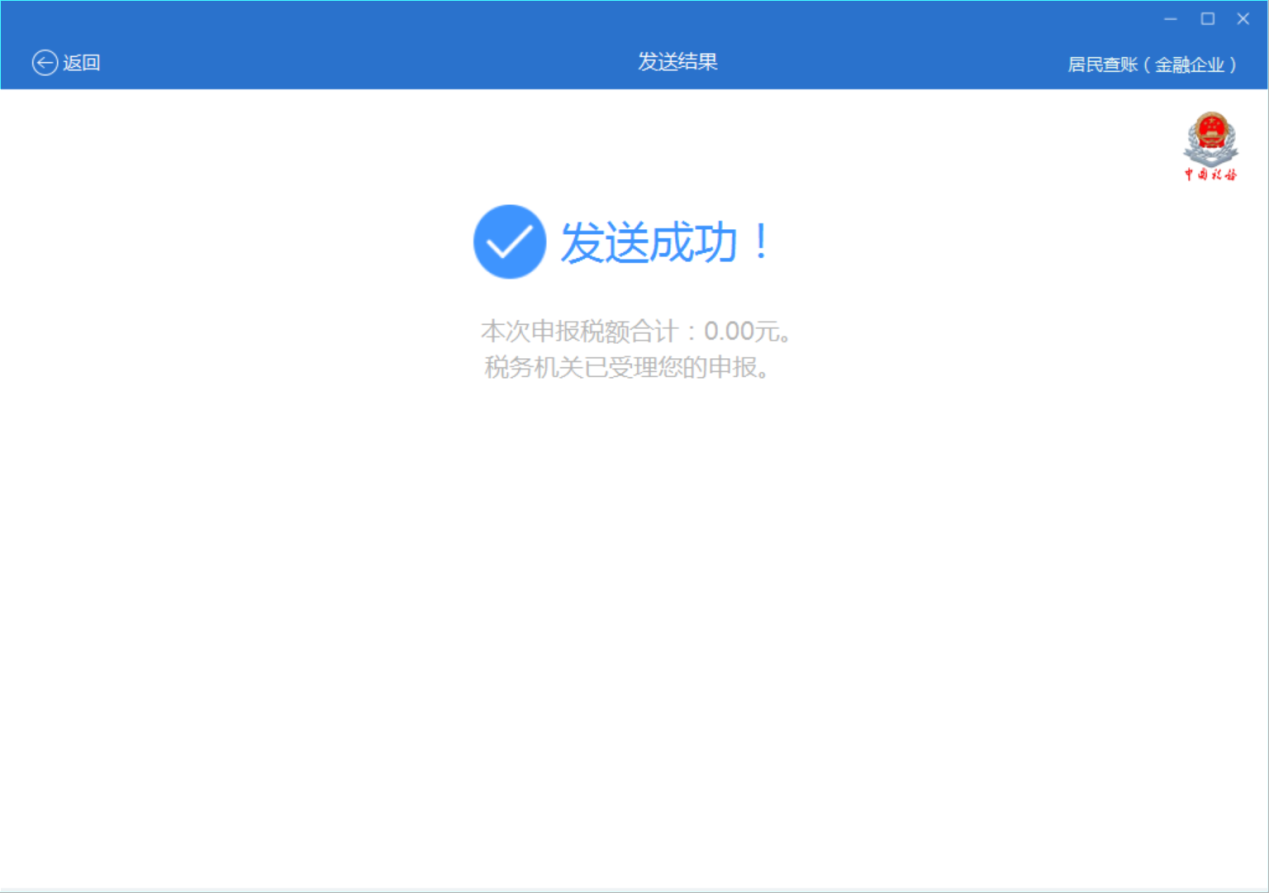 返回
发送结果
居民查账（金融企业）
中国税务
发送成功！
本次申报税额合计：0.00元。
税务机关已受理您的申报。